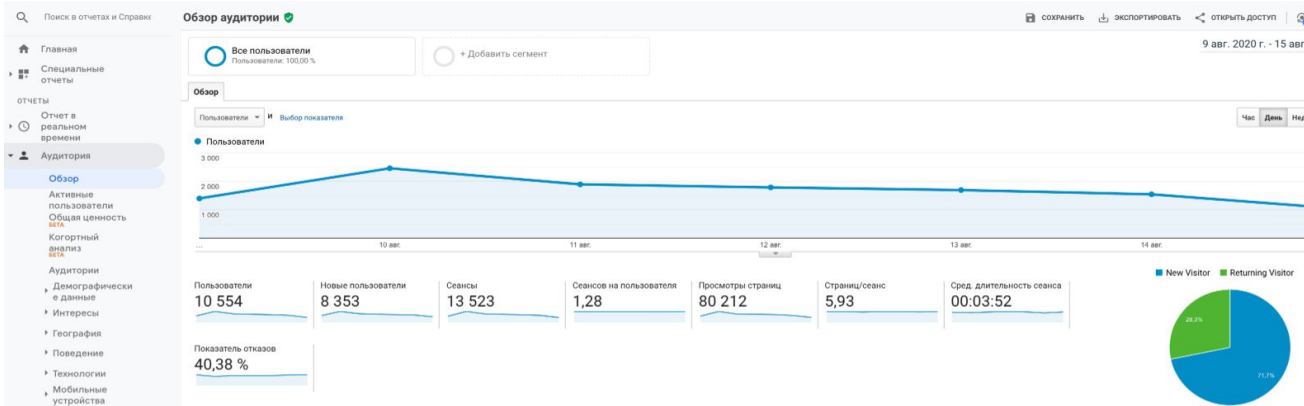 Поиск в отчетах и Справке
Обзор аудитории
СОХРАНИТЬ
ЭКСПОРТИРОВАТЬ
ОТКРЫТЬ ДОСТУП
9 авг. 2020 г. - 15 авг
Главная
Специальные
отчеты
ОТЧЕТЫ
Отчет в
реальном
времени
Аудитория
Обзор
Активные
пользователи
Общая ценность
БЕТА
Когортный
анализ
БЕТА
Аудитории
Демографически
е данные
Интересы
География
Поведение
Технологии
Мобильные
устройства
Все пользователи
Пользователи: 100,00 %
+ Добавить сегмент
Обзор
Пользователи и Выбор показателя
Час День Нед
Пользователи
3 000
2 000
1 000
... 10 авг. 11 авг. 12 авг. 13 авг. 14 авг.
Пользователи
10 554
Новые пользователи
8 353
Сеансы
13 523
Сеансов на пользователя
1,28
Просмотры страниц
80 212
Страниц/сеанс
5,93
Сред. длительность сеанса
00:03:52
Показатель отказов
40,38 %
New Visitor Returning Visitor
28,3%
71,7%